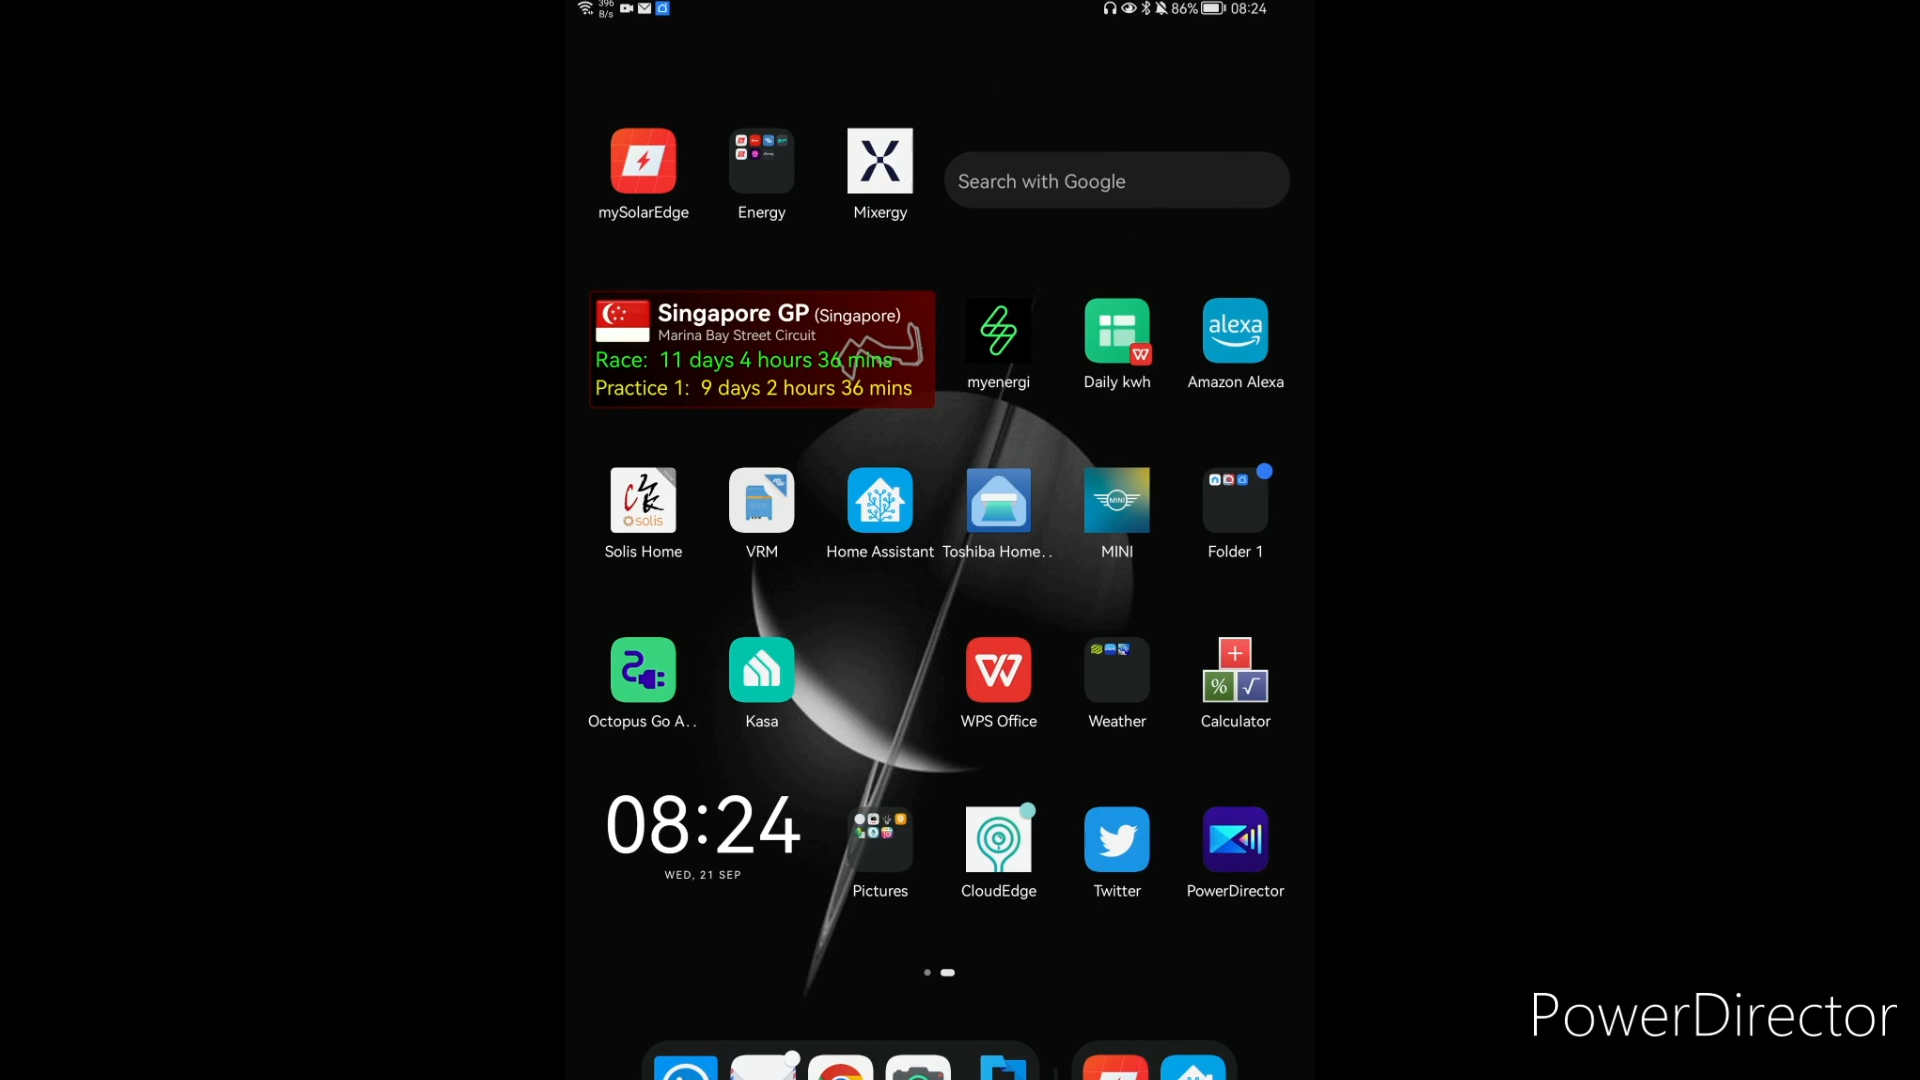 396
B/s
86%
08:24
mySolarEdge
Energy
Mixergy
Search with Google
Singapore GP (Singapore)
Marina Bay Street Circuit
Race: 11 days 4 hours 36 mins
Practice 1: 9 days 2 hours 36 mins
myenergi
Daily kwh
alexa
Amazon Alexa
solis
Solis Home
VRM
Home Assistant
Toshiba Home..
MINI
MINI
Folder 1
Octopus Go A..
Kasa
WPS Office
Weather
+
% √
Calculator
08:24
WED, 21 SEP
Pictures
CloudEdge
Twitter
PowerDirector
PowerDirector